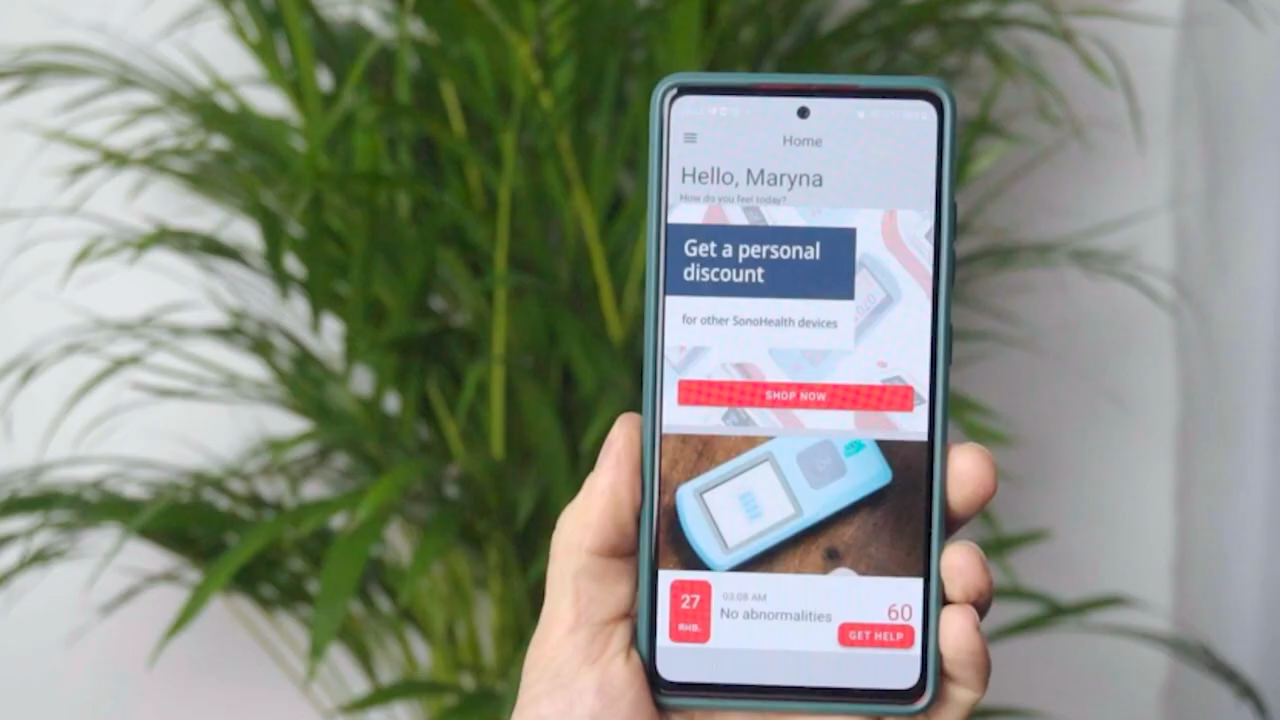 Home
Hello, Maryna
How do you feel today?
Get a personal
discount
for other SonoHealth devices
SHOP NOW
27
ЯНВ.
03:08 AM
No abnormalities
60
GET HELP